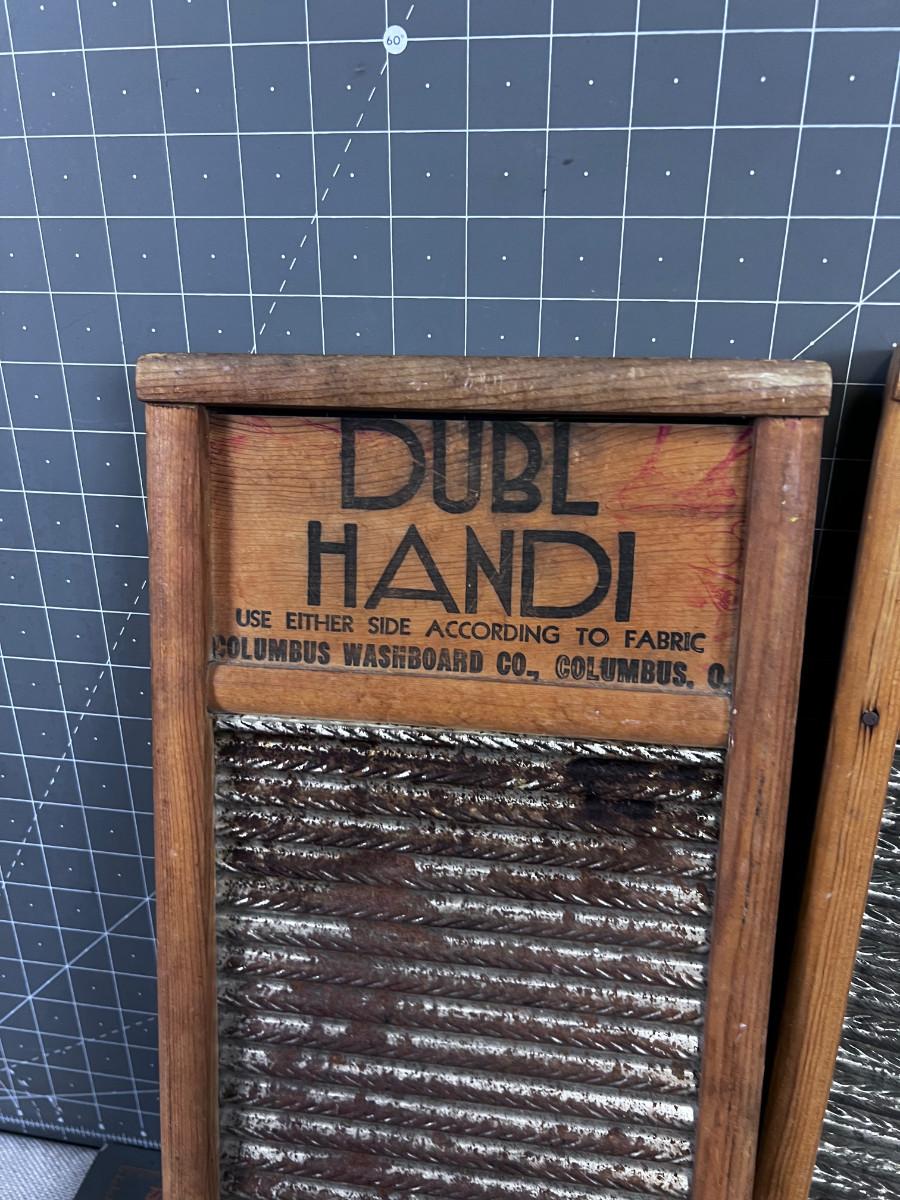 60°
DUBL
HANDI
USE EITHER SIDE ACCORDING TO FABRIC
COLUMBUS WASHBOARD CO., COLUMBUS, O.